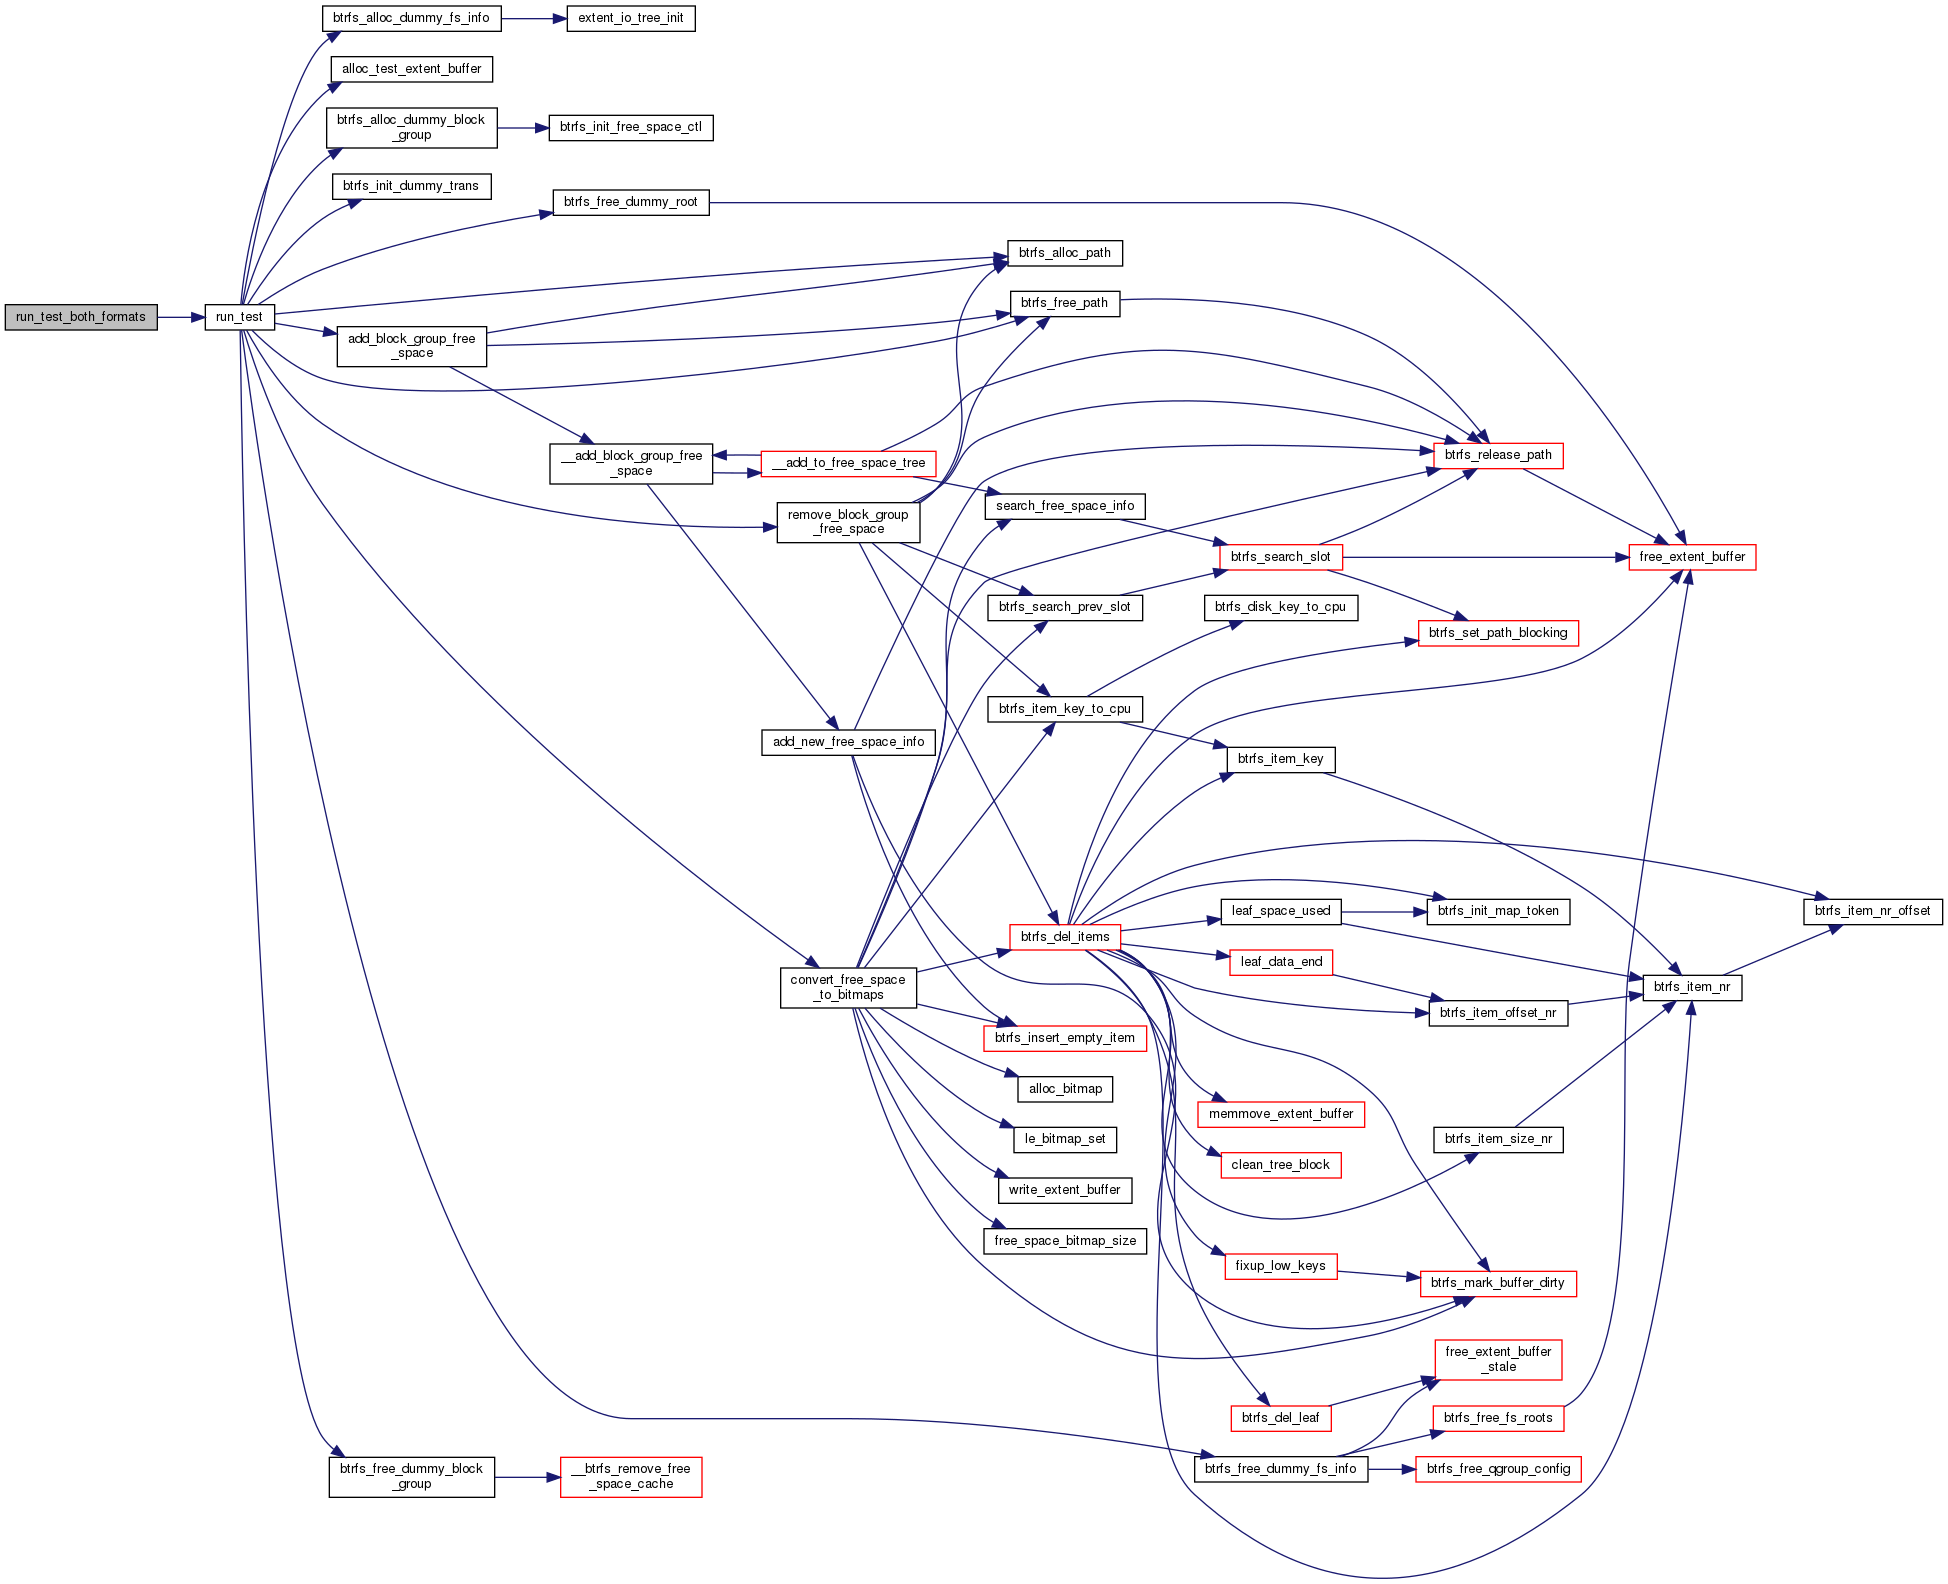 btrfs_alloc_dummy_fs_info
extent_io_tree_init
alloc_test_extent_buffer
btrfs_alloc_dummy_block
_group
btrfs_init_free_space_ctl
btrfs_init_dummy_trans
btrfs_free_dummy_root
btrfs_alloc_path
btrfs_free_path
run_test_both_formats
run_test
add_block_group_free
_space
__add_block_group_free
_space
__add_to_free_space_tree
btrfs_release_path
remove_block_group
_free_space
search_free_space_info
btrfs_search_slot
free_extent_buffer
btrfs_search_prev_slot
btrfs_disk_key_to_cpu
btrfs_set_path_blocking
btrfs_item_key_to_cpu
add_new_free_space_info
btrfs_item_key
btrfs_del_items
leaf_space_used
btrfs_init_map_token
btrfs_item_nr_offset
leaf_data_end
convert_free_space
_to_bitmaps
btrfs_item_nr
btrfs_item_offset_nr
btrfs_insert_empty_item
alloc_bitmap
memmove_extent_buffer
le_bitmap_set
btrfs_item_size_nr
clean_tree_block
write_extent_buffer
free_space_bitmap_size
fixup_low_keys
btrfs_mark_buffer_dirty
free_extent_buffer
_stale
btrfs_del_leaf
btrfs_free_fs_roots
btrfs_free_dummy_block
_group
__btrfs_remove_free
_space_cache
btrfs_free_dummy_fs_info
btrfs_free_qgroup_config